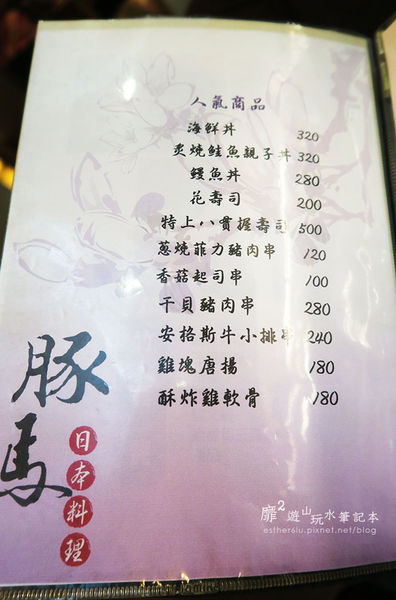 人氣商品
海鮮丼 320
炙燒鮭魚親子丼 320
鰻魚丼 280
花壽司 200
特上八貫握壽司 500
蔥燒菲力豬肉串 120
香菇起司串 100
干貝豬肉串 280
安格斯牛小排串 240
雞塊唐揚 180
酥炸雞軟骨 180
豚馬
日本料理
靡²遊山玩水筆記本
esther6lu.pixnet.net/blog